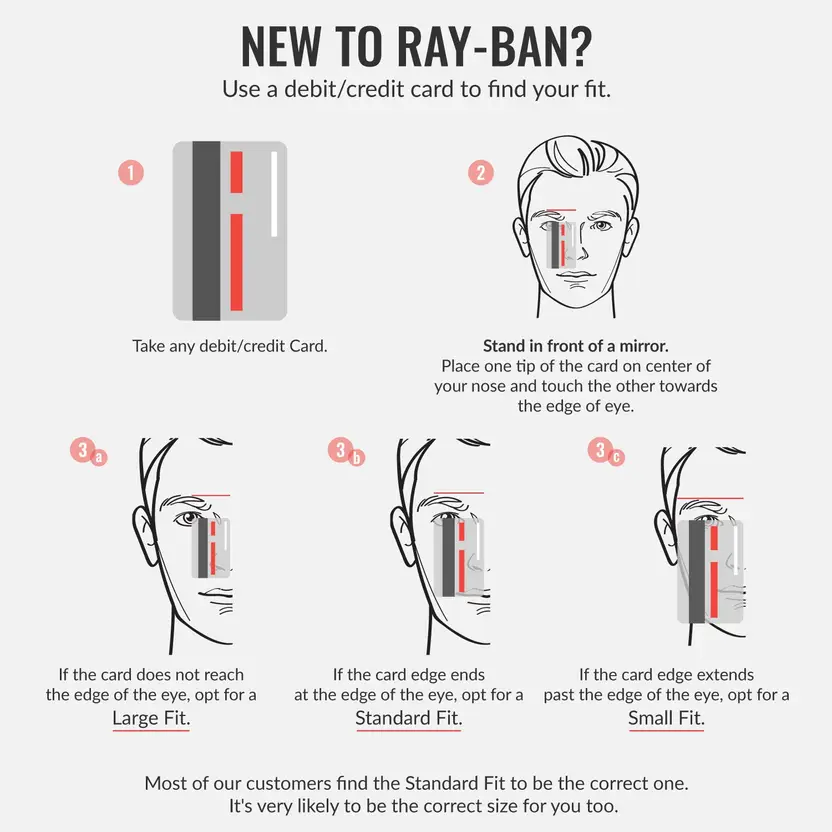 NEW TO RAY-BAN?
Use a debit/credit card to find your fit.
1
2
Take any debit/credit Card.
Stand in front of a mirror.
Place one tip of the card on center of
your nose and touch the other towards
the edge of eye.
3 a
3 b
3 c
If the card does not reach
the edge of the eye, opt for a
Large Fit.
If the card edge ends
at the edge of the eye, opt for a
Standard Fit.
If the card edge extends
past the edge of the eye, opt for a
Small Fit.
Most of our customers find the Standard Fit to be the correct one.
It's very likely to be the correct size for you too.